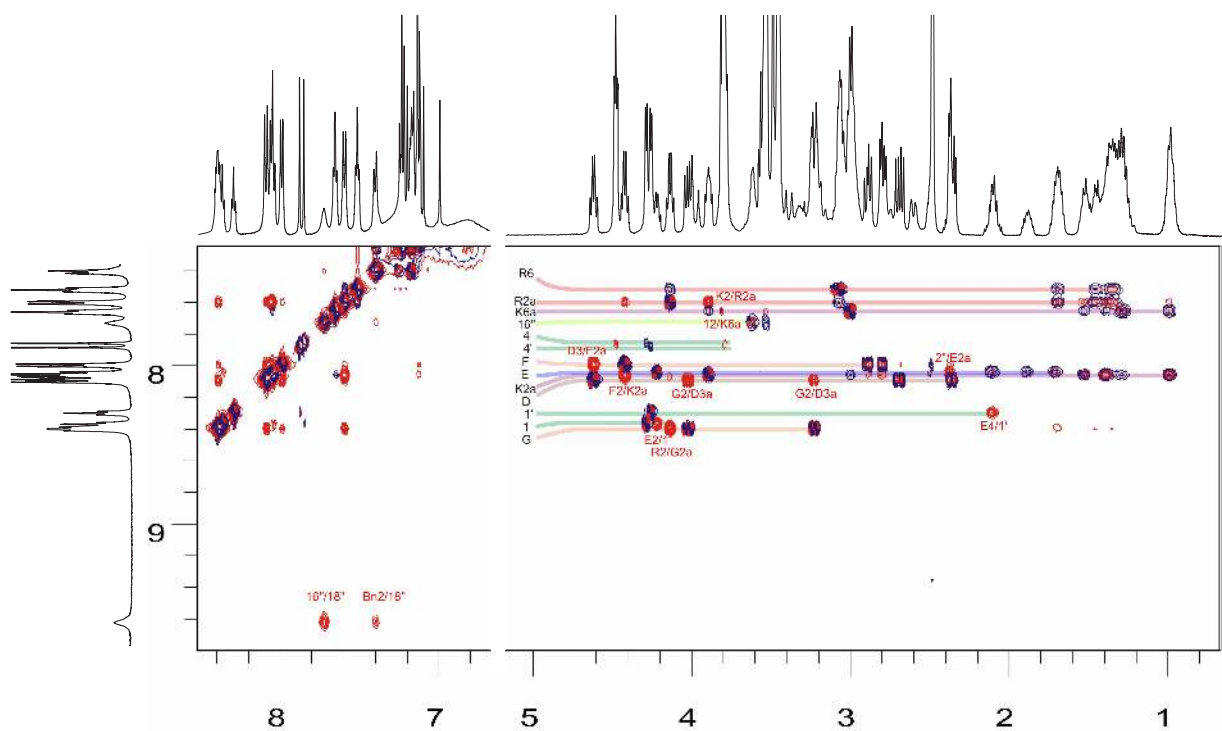 R6
R2a
K6a
16"
4
4'
F
E
K2a
D
1'
1
G
K2/R2a
12/K6a
D3/F2a
2"/E2a
F2/K2a
G2/D3a
G2/D3a
E4/1'
E2/1
R2/G2a
8
9
16"/18"
Bn2/18"
8
7
5
4
3
2
1